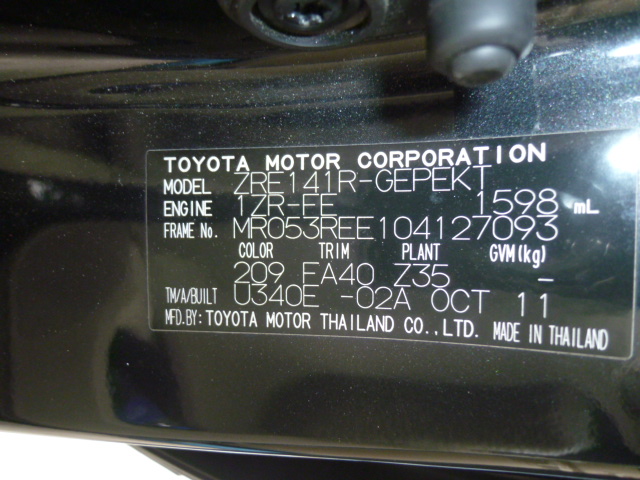 TOYOTA MOTOR CORPORATION
MODEL ZRE141R-GEPEKT
ENGINE 1ZR-FE 1598 mL
FRAME No. MR053REE104127093
COLOR TRIM PLANT GVM(kg)
209 FA40 Z35 -
TM/A/BUILT U340E -02A OCT 11
MFD.BY: TOYOTA MOTOR THAILAND CO.,LTD. MADE IN THAILAND